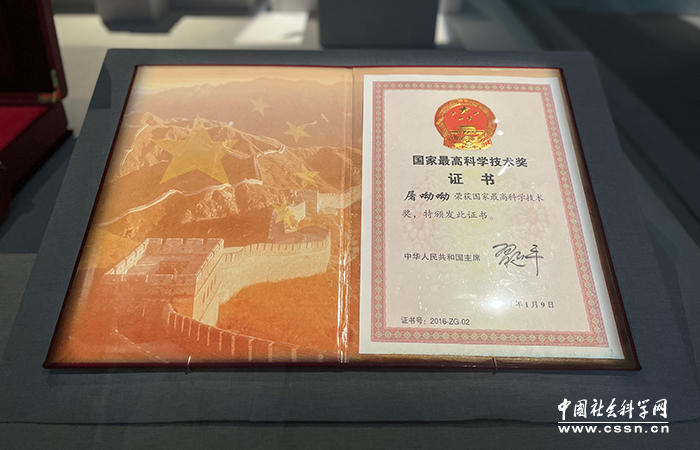 国家最高科学技术奖
证书
屠呦呦 荣获国家最高科学技术
奖，特颁发此证书。
中华人民共和国主席
年1月9日
证书号：2016-ZG-02
中国社会科学网
www.cssn.cn